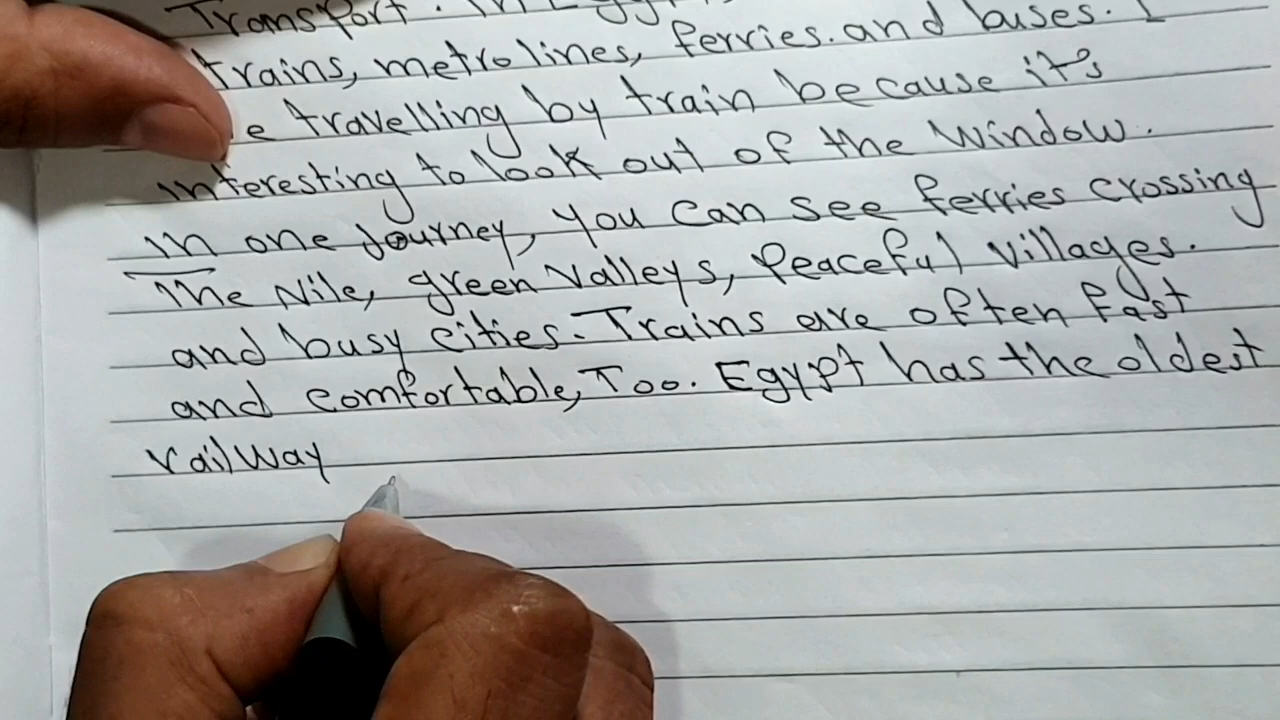 Transport. In Egy
trains, metro lines, ferries. and buses. I
e travelling by train because it's
interesting to look out of the window.
in one journey, you can see ferries crossing
The Nile, green valleys, peaceful villages.
and busy cities. Trains are often fast
and comfortable, Too. Egypt has the oldest
railway